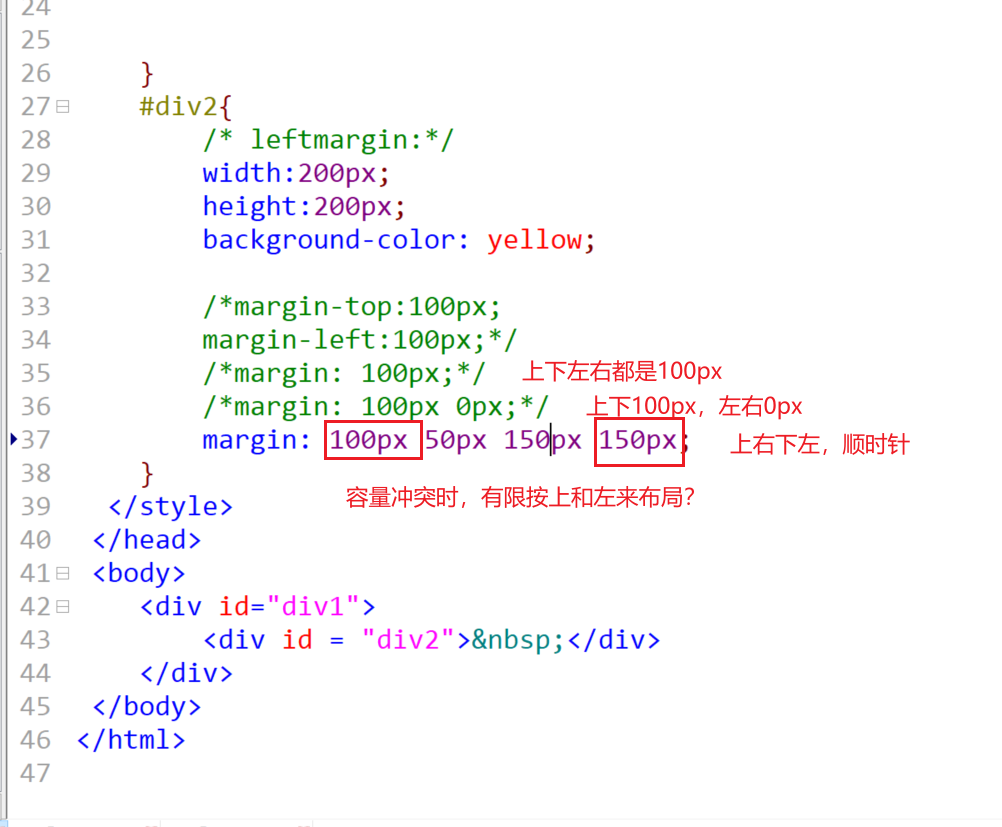 24
25
26 }
27 #div2{
28 /* leftmargin:*/
29 width:200px;
30 height:200px;
31 background-color: yellow;
32
33 /*margin-top:100px;
34 margin-left:100px;*/
35 /*margin: 100px;*/ 上下左右都是100px
36 /*margin: 100px 0px;*/ 上下100px，左右0px
37 margin: 100px 50px 150px 150px; 上右下左，顺时针
38 }
容量冲突时，有限按上和左来布局？
39 </style>
40 </head>
41 <body>
42 <div id="div1">
43 <div id = "div2">&nbsp;</div>
44 </div>
45 </body>
46 </html>
47